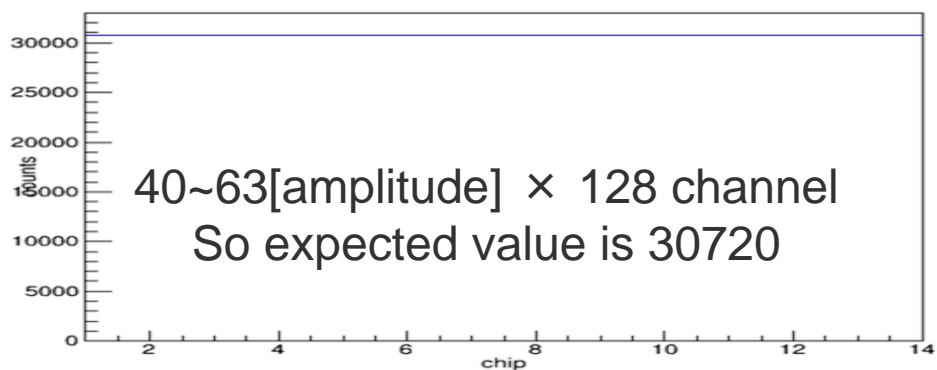 30000
25000
20000
15000
10000
5000
0
counts
40~63[amplitude] × 128 channel
So expected value is 30720
2 4 6 8 10 12 14
chip